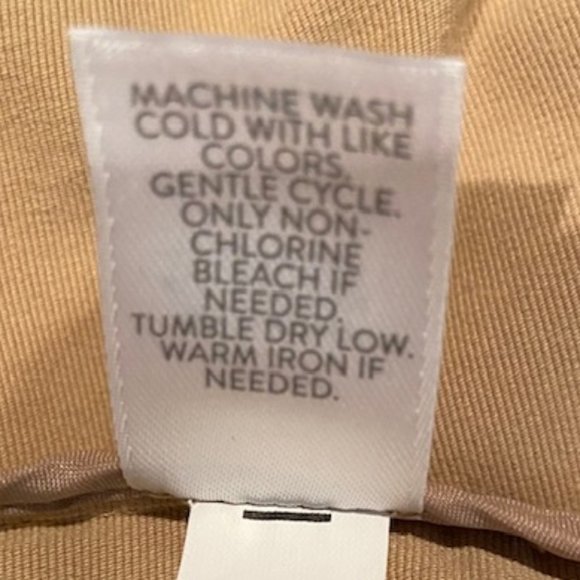 MACHINE WASH
COLD WITH LIKE
COLORS.
GENTLE CYCLE.
ONLY NON-
CHLORINE
BLEACH IF
NEEDED.
TUMBLE DRY LOW.
WARM IRON IF
NEEDED.